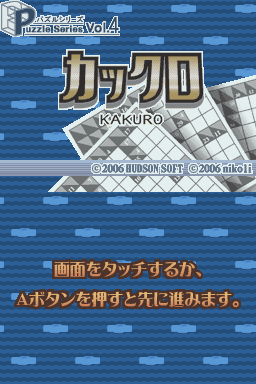 パズルシリーズ
Puzzle Series Vol.4
カックロ
KAKURO
©2006 HUDSON SOFT ©2006 nikoli
画面をタッチするか、
Aボタンを押すと先に進みます。